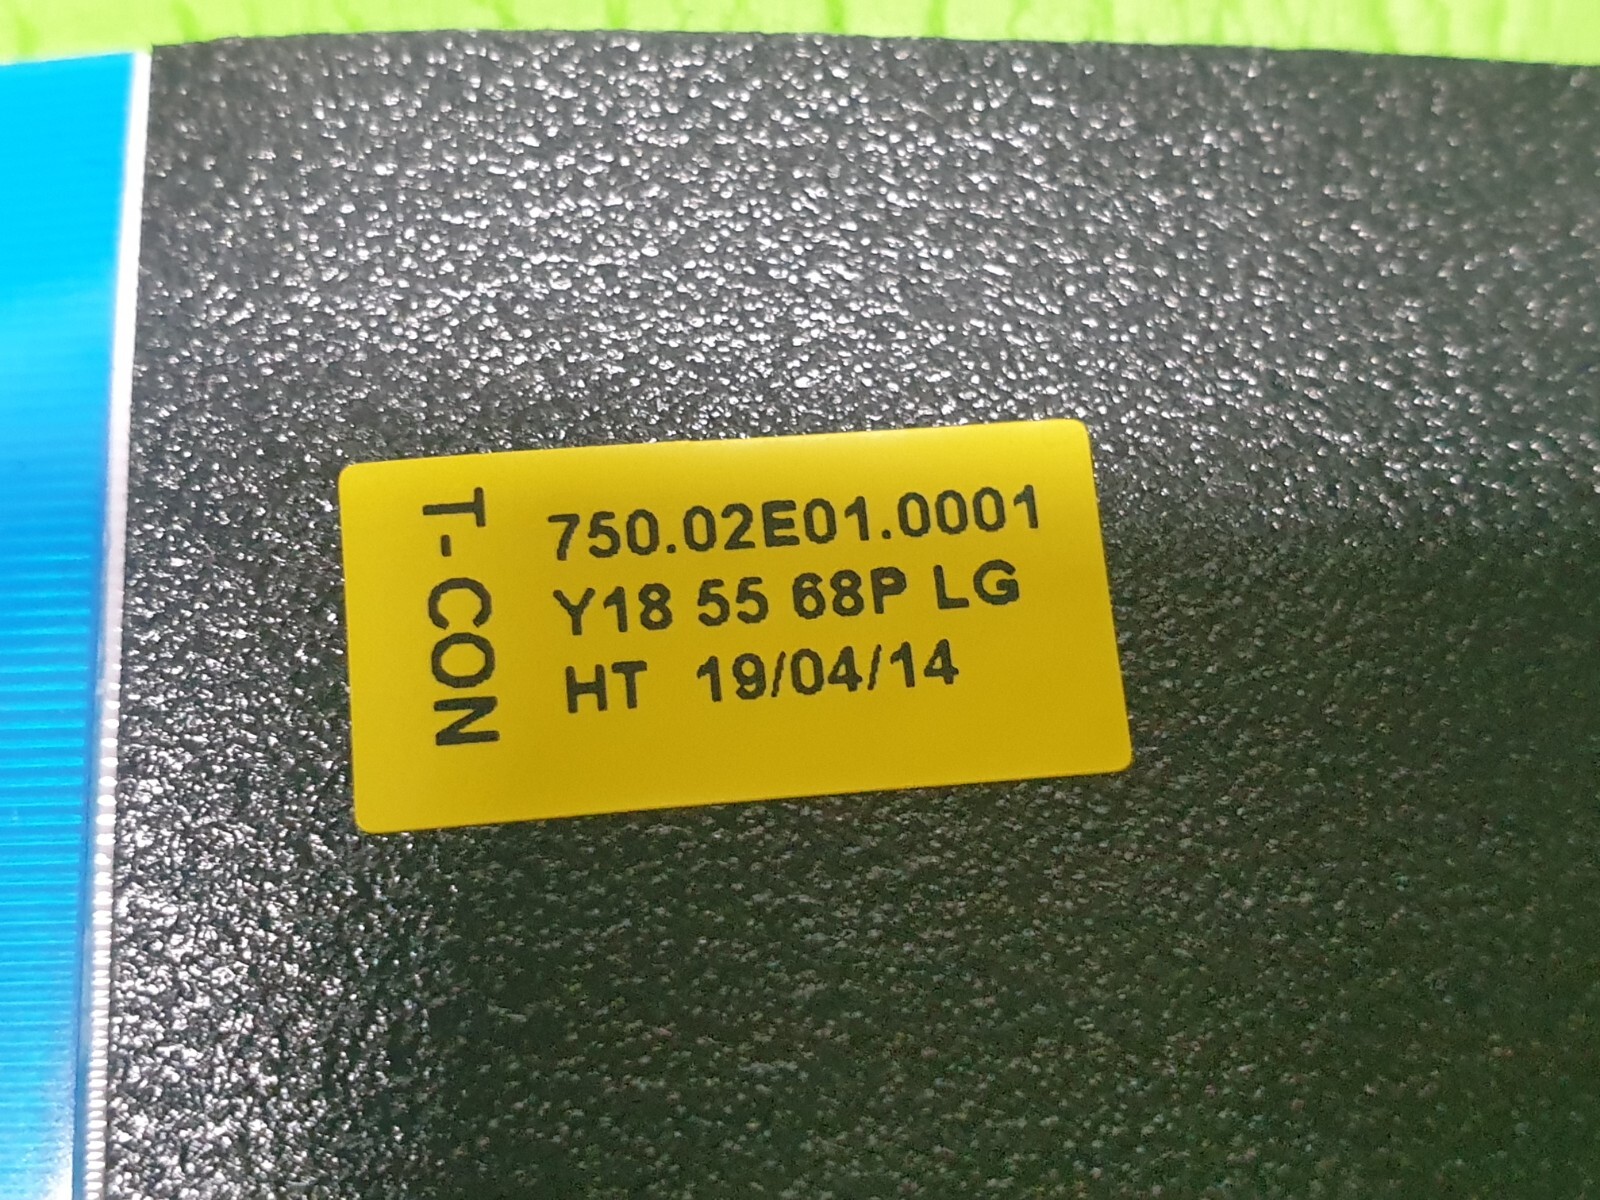 T-CON
750.02E01.0001
Y18 55 68P LG
HT 19/04/14